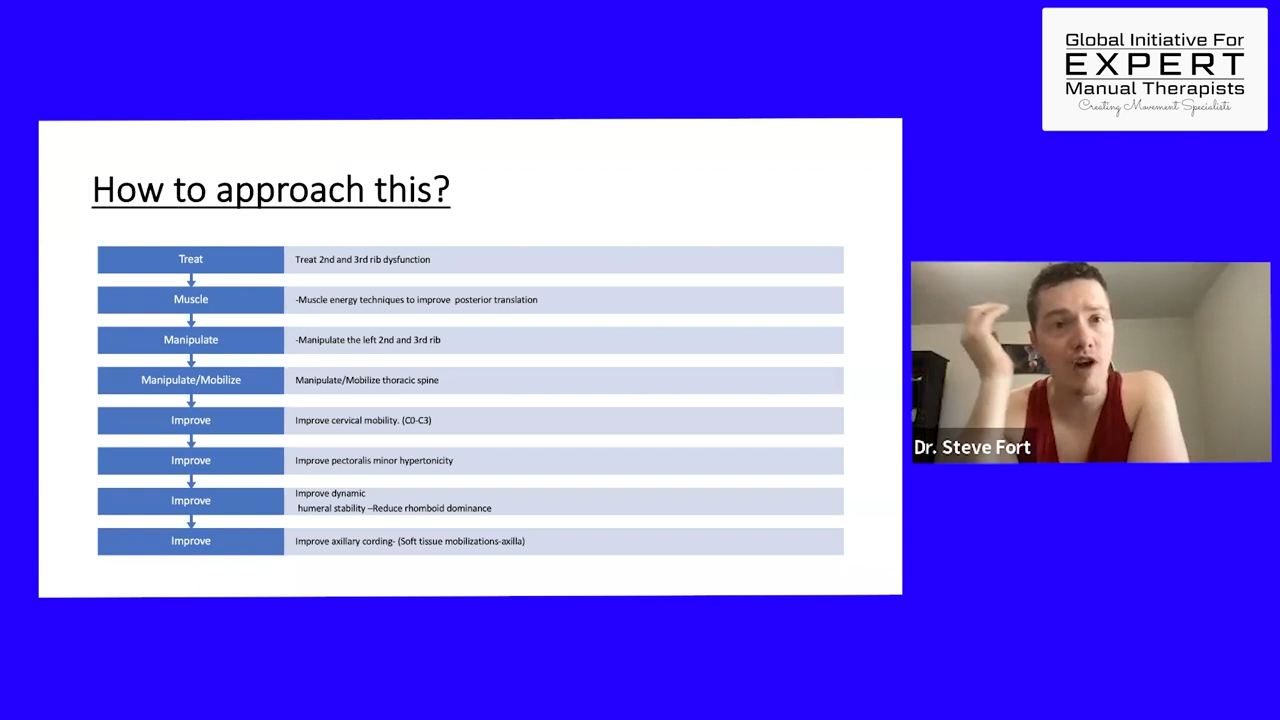 Global Initiative For
EXPERT
Manual Therapists
Creating Movement Specialists
How to approach this?
Treat
Treat 2nd and 3rd rib dysfunction
Muscle
-Muscle energy techniques to improve posterior translation
Manipulate
-Manipulate the left 2nd and 3rd rib
Manipulate/Mobilize
Manipulate/Mobilize thoracic spine
Improve
Improve cervical mobility. (C0-C3)
Improve
Improve pectoralis minor hypertonicity
Improve
Improve dynamic
humeral stability –Reduce rhomboid dominance
Improve
Improve axillary cording- (Soft tissue mobilizations-axilla)
Dr. Steve Fort